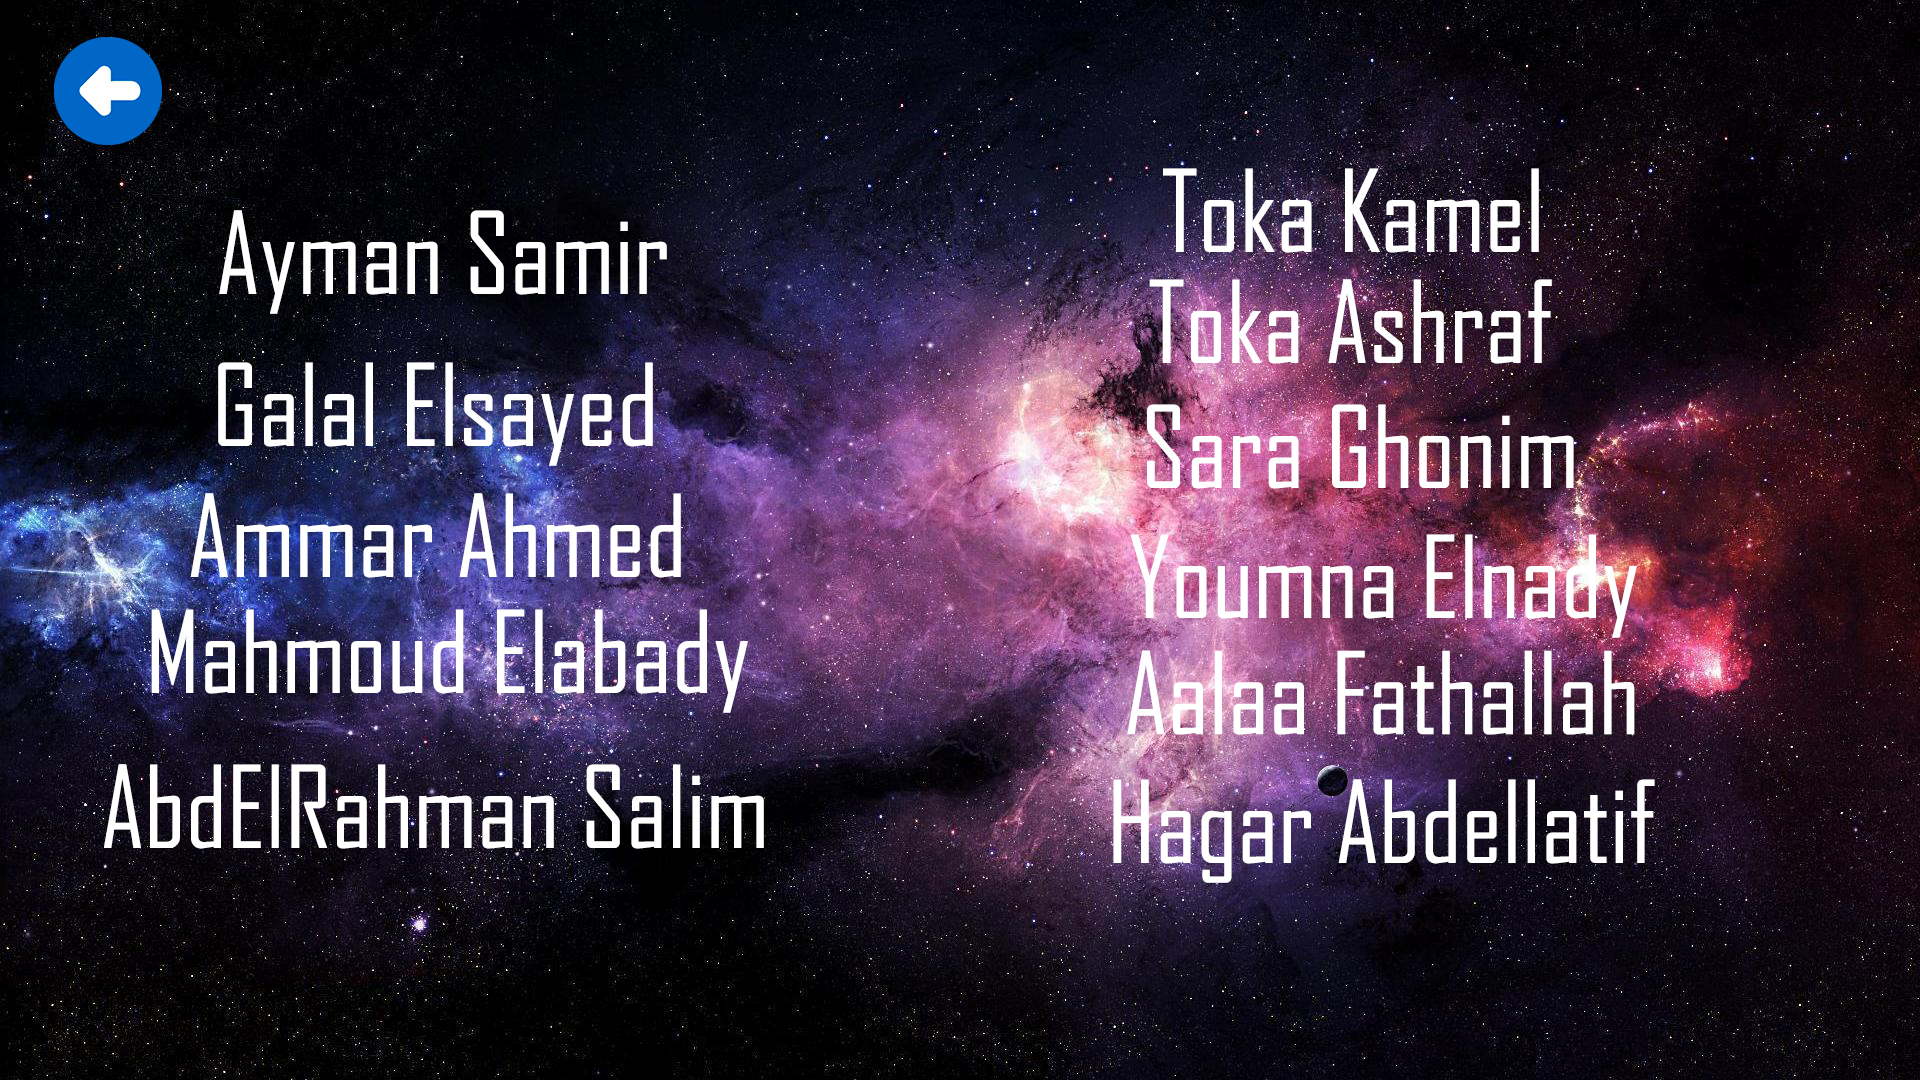 Ayman Samir
Galal Elsayed
Ammar Ahmed
Mahmoud Elabady
AbdElRahman Salim
Toka Kamel
Toka Ashraf
Sara Ghonim
Youmna Elnady
Aalaa Fathallah
Hagar Abdellatif